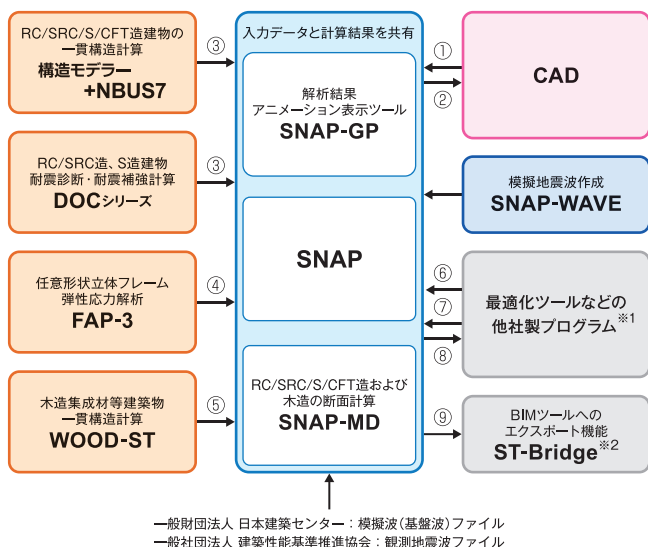 RC/SRC/S/CFT造建物の
一貫構造計算
構造モデラー
+NBUS7
③
RC/SRC造、S造建物
耐震診断・耐震補強計算
DOCシリーズ
③
任意形状立体フレーム
弾性応力解析
FAP-3
④
木造集成材等建築物
一貫構造計算
WOOD-ST
⑤
入力データと計算結果を共有
解析結果
アニメーション表示ツール
SNAP-GP
SNAP
RC/SRC/S/CFT造および
木造の断面計算
SNAP-MD
①
②
CAD
模擬地震波作成
SNAP-WAVE
⑥
⑦
⑧
最適化ツールなどの
他社製プログラム※1
⑨
BIMツールへの
エクスポート機能
ST-Bridge※2
一般財団法人 日本建築センター：模擬波（基盤波）ファイル
一般社団法人 建築性能基準推進協会：観測地震波ファイル